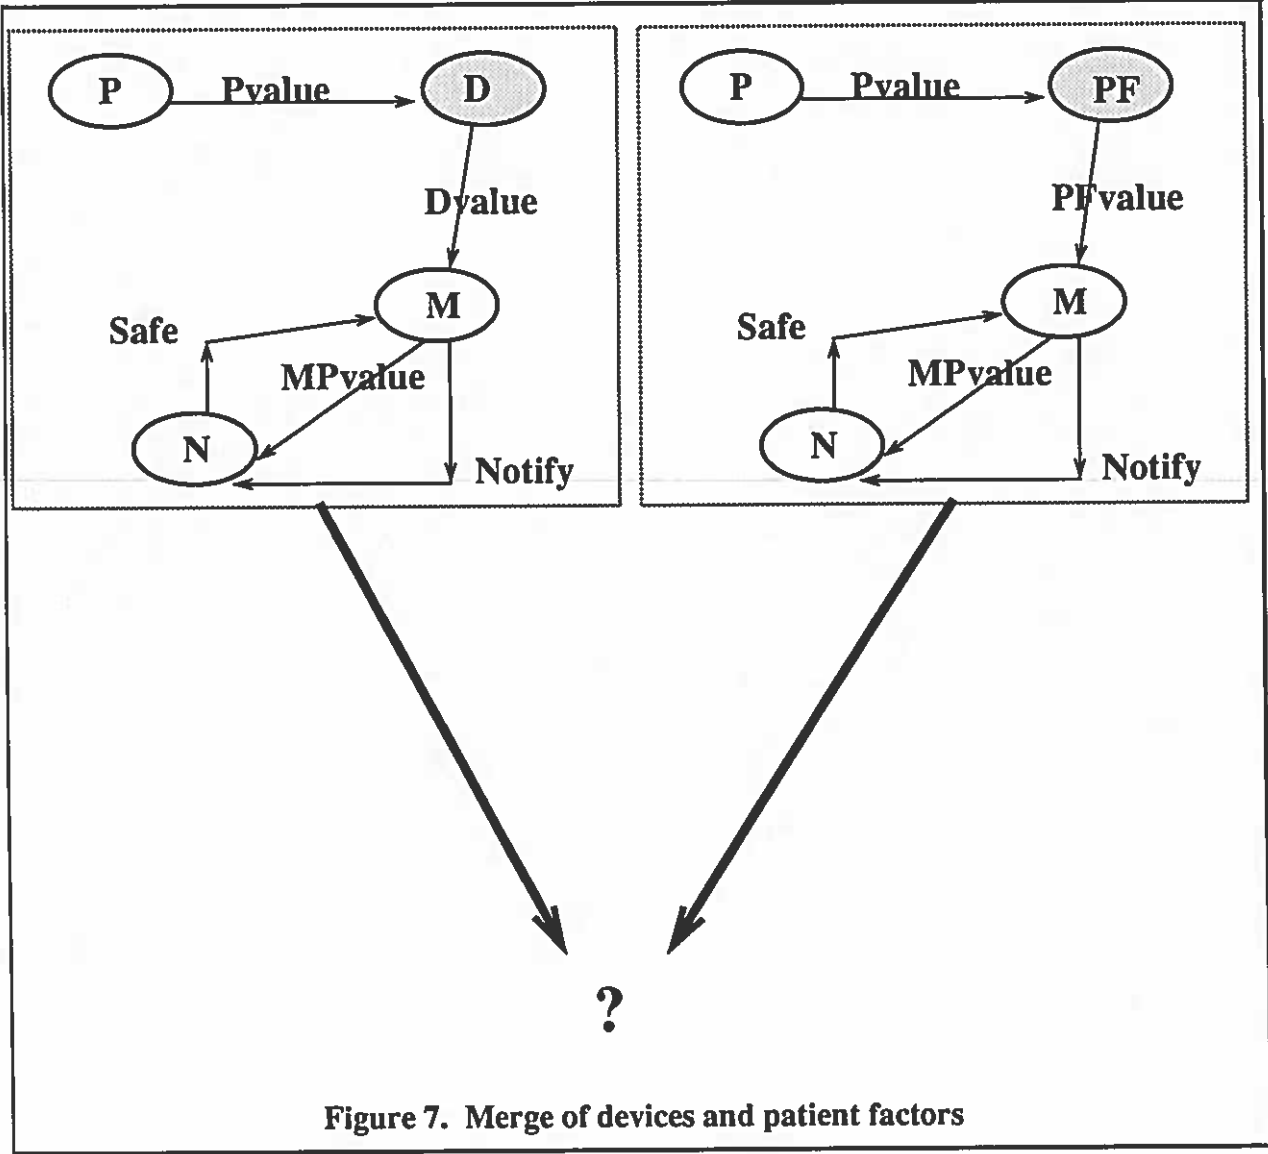 P
Pvalue
D
Dvalue
M
Safe
MPvalue
N
Notify
P
Pvalue
PF
PFvalue
M
Safe
MPvalue
N
Notify
?
Figure 7. Merge of devices and patient factors